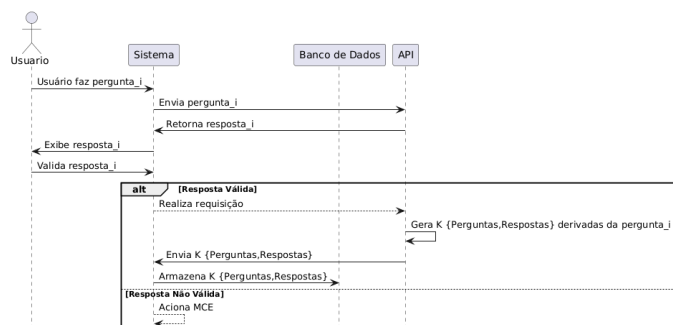 Usuario
Sistema
Banco de Dados
API
Usuário faz pergunta_i
Envia pergunta_i
Retorna resposta_i
Exibe resposta_i
Valida resposta_i
alt [Resposta Válida]
Realiza requisição
Gera K {Perguntas,Respostas} derivadas da pergunta_i
Envia K {Perguntas,Respostas}
Armazena K {Perguntas,Respostas}
[Resposta Não Válida]
Aciona MCE